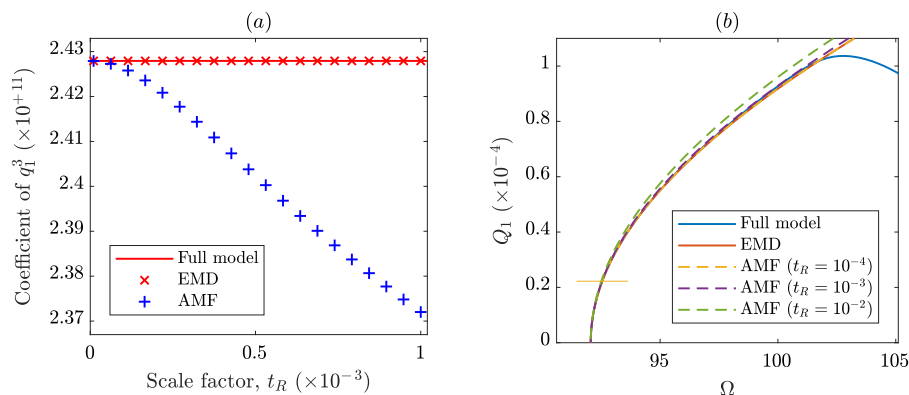 (a)
Coefficient of q₁³ (×10⁺¹¹)
2.43
2.42
2.41
2.4
2.39
2.38
2.37
Full model
EMD
AMF
0
0.5
1
Scale factor, t_R (×10⁻³)
(b)
Q₁ (×10⁻⁴)
1
0.8
0.6
0.4
0.2
0
Full model
EMD
AMF (t_R = 10⁻⁴)
AMF (t_R = 10⁻³)
AMF (t_R = 10⁻²)
95
100
105
Ω